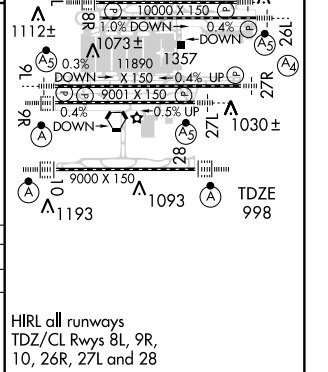 8R
10000 X 150
1112±
1.0% DOWN
0.4%
DOWN
26L
1073±
1357
A5
A5
A4
9L
0.3%
DOWN
11890
X 150
0.4% UP
27R
P
P
P
P
P
P
9001 X 150
9R
0.4%
DOWN
0.5% UP
27L
1030±
A
A5
28
10
9000 X 150
A
A
1193
1093
TDZE
998
HIRL all runways
TDZ/CL Rwys 8L, 9R,
10, 26R, 27L and 28